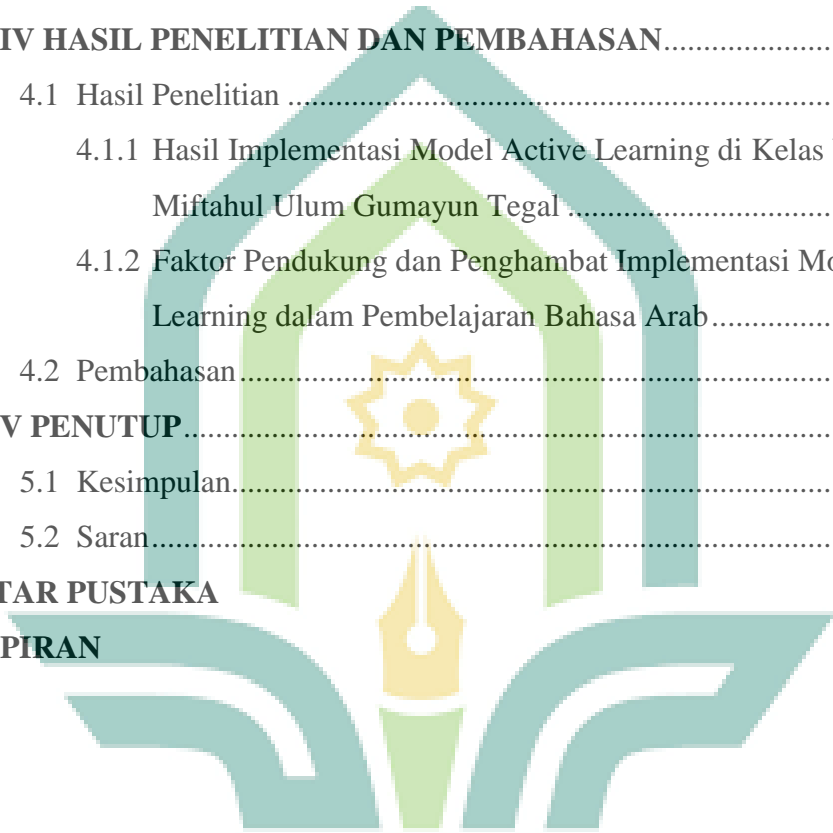 IV HASIL PENELITIAN DAN PEMBAHASAN................
4.1 Hasil Penelitian ................
4.1.1 Hasil Implementasi Model Active Learning di Kelas
Miftahul Ulum Gumayun Tegal ................
4.1.2 Faktor Pendukung dan Penghambat Implementasi
Learning dalam Pembelajaran Bahasa Arab................
4.2 Pembahasan................
V PENUTUP................
5.1 Kesimpulan................
5.2 Saran................
TAR PUSTAKA
PIRAN